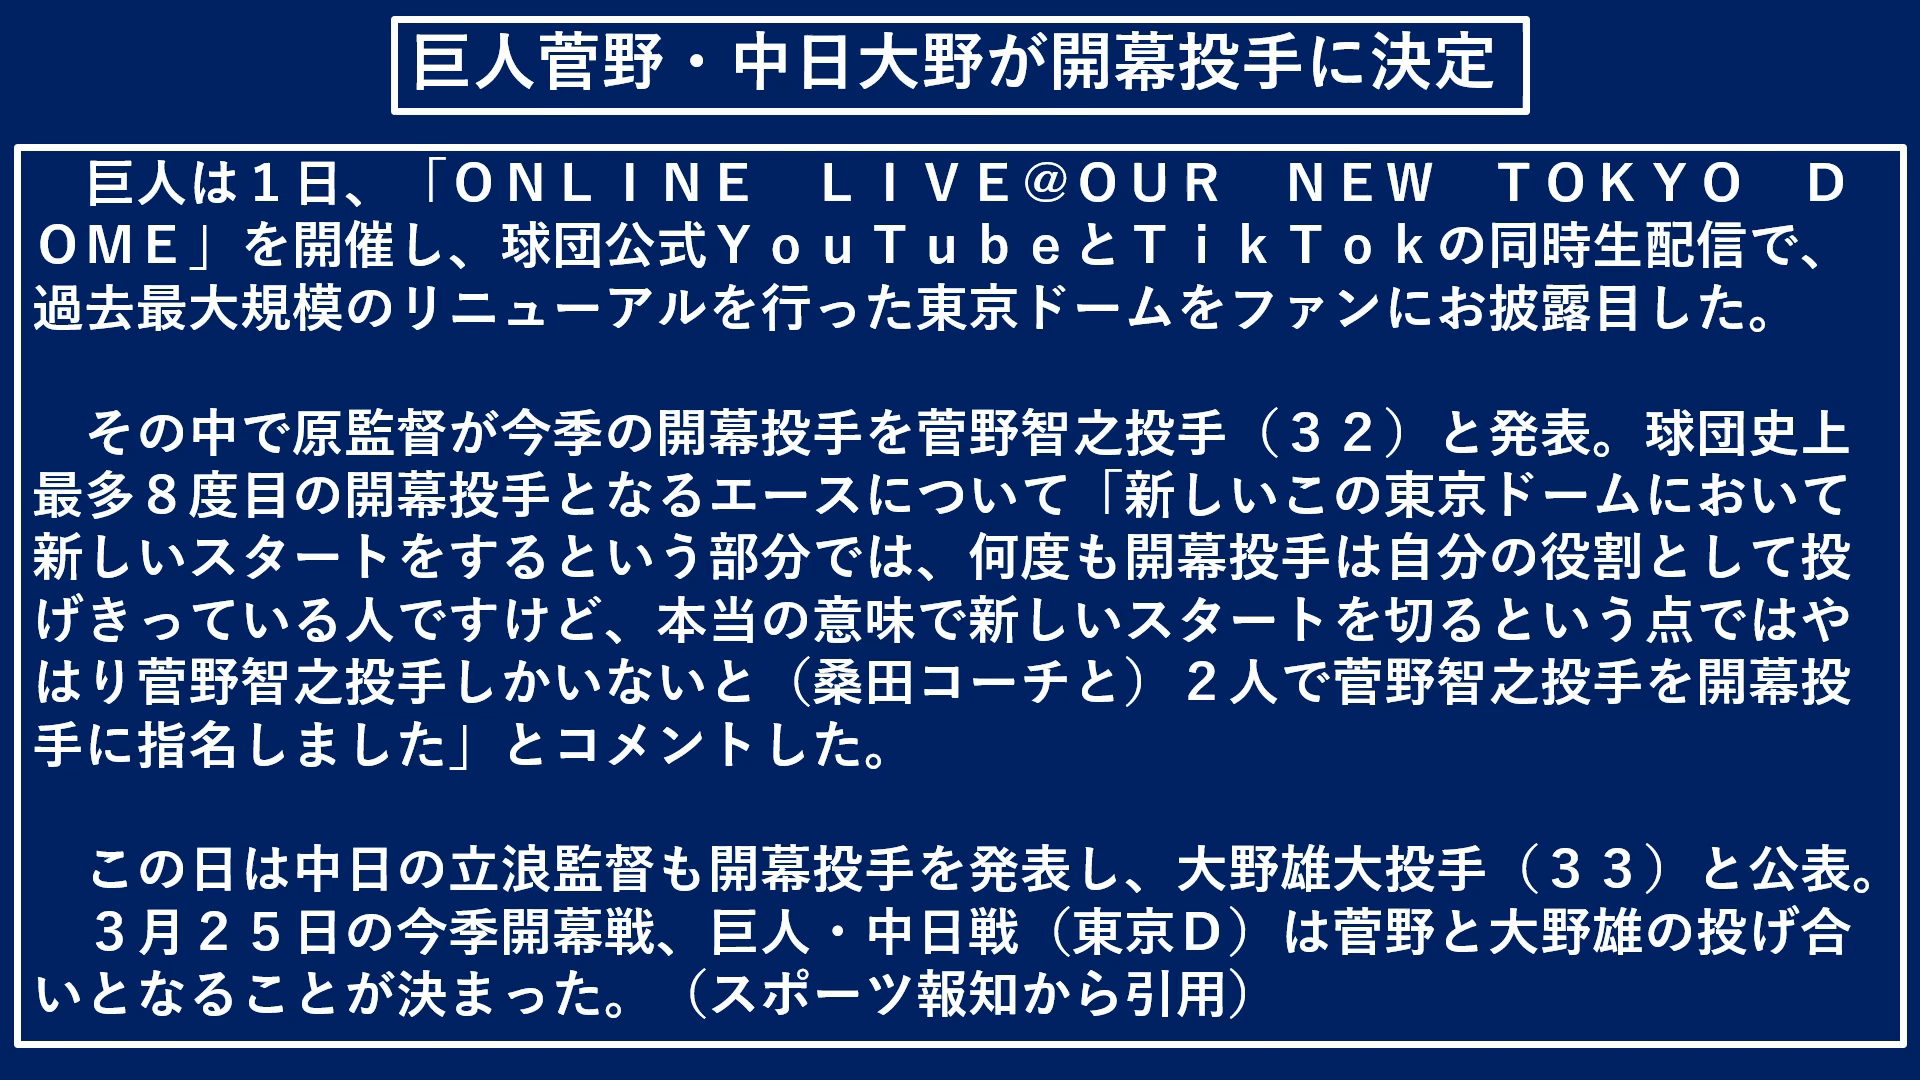 巨人菅野・中日大野が開幕投手に決定
　巨人は１日、「ＯＮＬＩＮＥ　ＬＩＶＥ＠ＯＵＲ　ＮＥＷ　ＴＯＫＹＯ　Ｄ
ＯＭＥ」を開催し、球団公式ＹｏｕＴｕｂｅとＴｉｋＴｏｋの同時生配信で、
過去最大規模のリニューアルを行った東京ドームをファンにお披露目した。
　その中で原監督が今季の開幕投手を菅野智之投手（３２）と発表。球団史上
最多８度目の開幕投手となるエースについて「新しいこの東京ドームにおいて
新しいスタートをするという部分では、何度も開幕投手は自分の役割として投
げきっている人ですけど、本当の意味で新しいスタートを切るという点ではや
はり菅野智之投手しかいないと（桑田コーチと）２人で菅野智之投手を開幕投
手に指名しました」とコメントした。
　この日は中日の立浪監督も開幕投手を発表し、大野雄大投手（３３）と公表。
　３月２５日の今季開幕戦、巨人・中日戦（東京Ｄ）は菅野と大野雄の投げ合
いとなることが決まった。（スポーツ報知から引用）